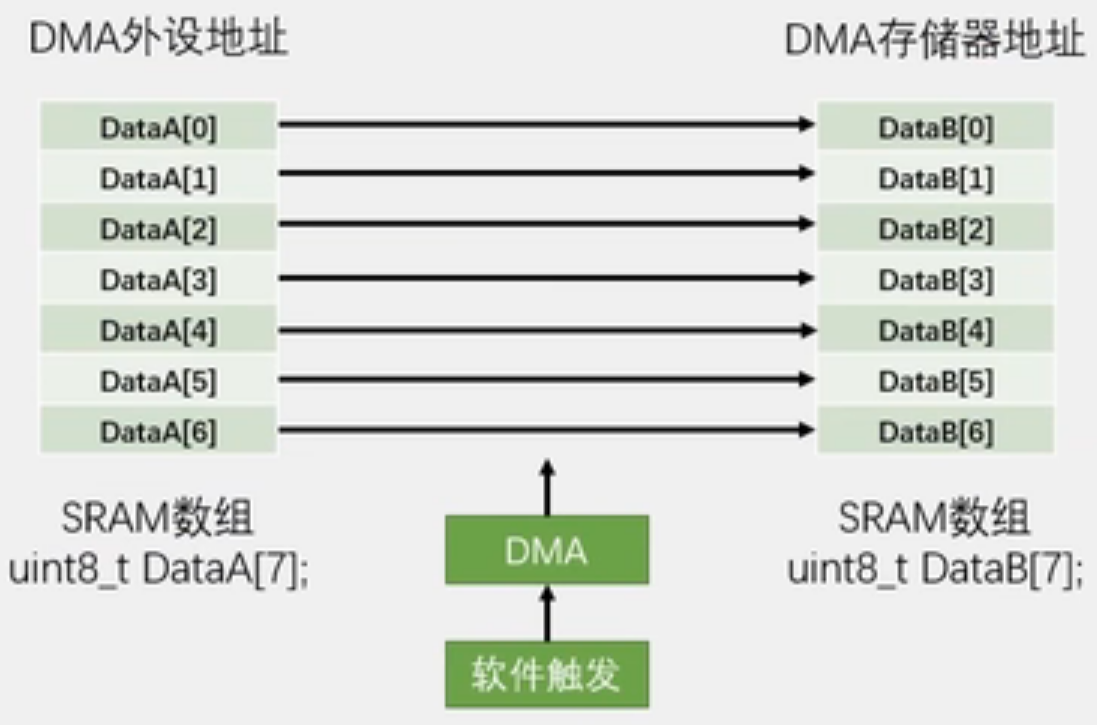 DMA外设地址
DMA存储器地址
DataA[0]
DataB[0]
DataA[1]
DataB[1]
DataA[2]
DataB[2]
DataA[3]
DataB[3]
DataA[4]
DataB[4]
DataA[5]
DataB[5]
DataA[6]
DataB[6]
SRAM数组
uint8_t DataA[7];
SRAM数组
uint8_t DataB[7];
DMA
软件触发